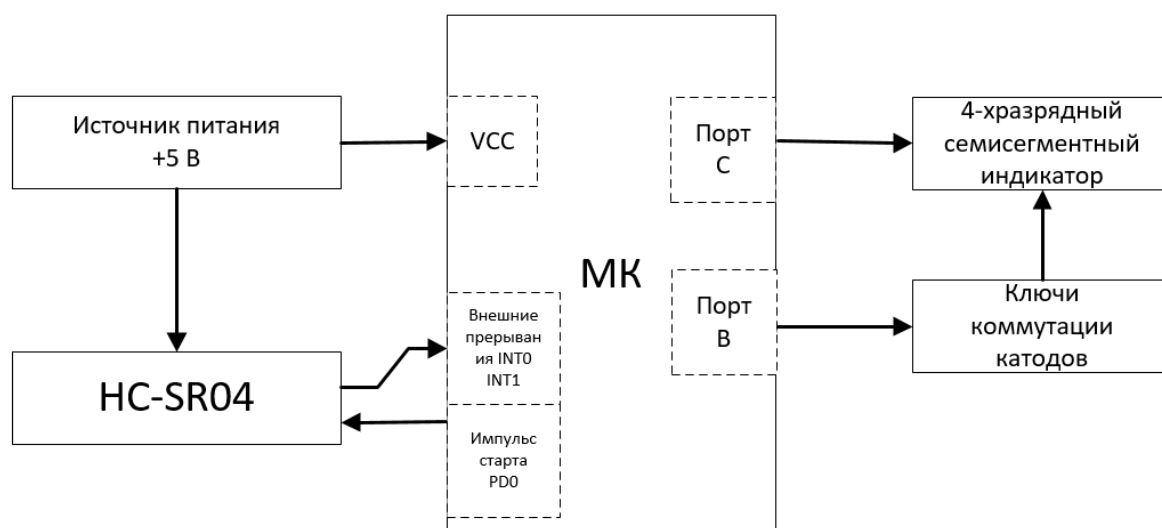 Источник питания
+5 В
VCC
Порт
С
4-хразрядный
семисегментный
индикатор
МК
Внешние
прерыван
ия INT0
INT1
Порт
В
Ключи
коммутации
катодов
HC-SR04
Импульс
старта
PD0